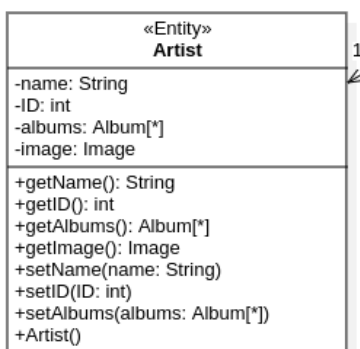 «Entity»
Artist
1
-name: String
-ID: int
-albums: Album[*]
-image: Image
+getName(): String
+getID(): int
+getAlbums(): Album[*]
+getImage(): Image
+setName(name: String)
+setID(ID: int)
+setAlbums(albums: Album[*])
+Artist()